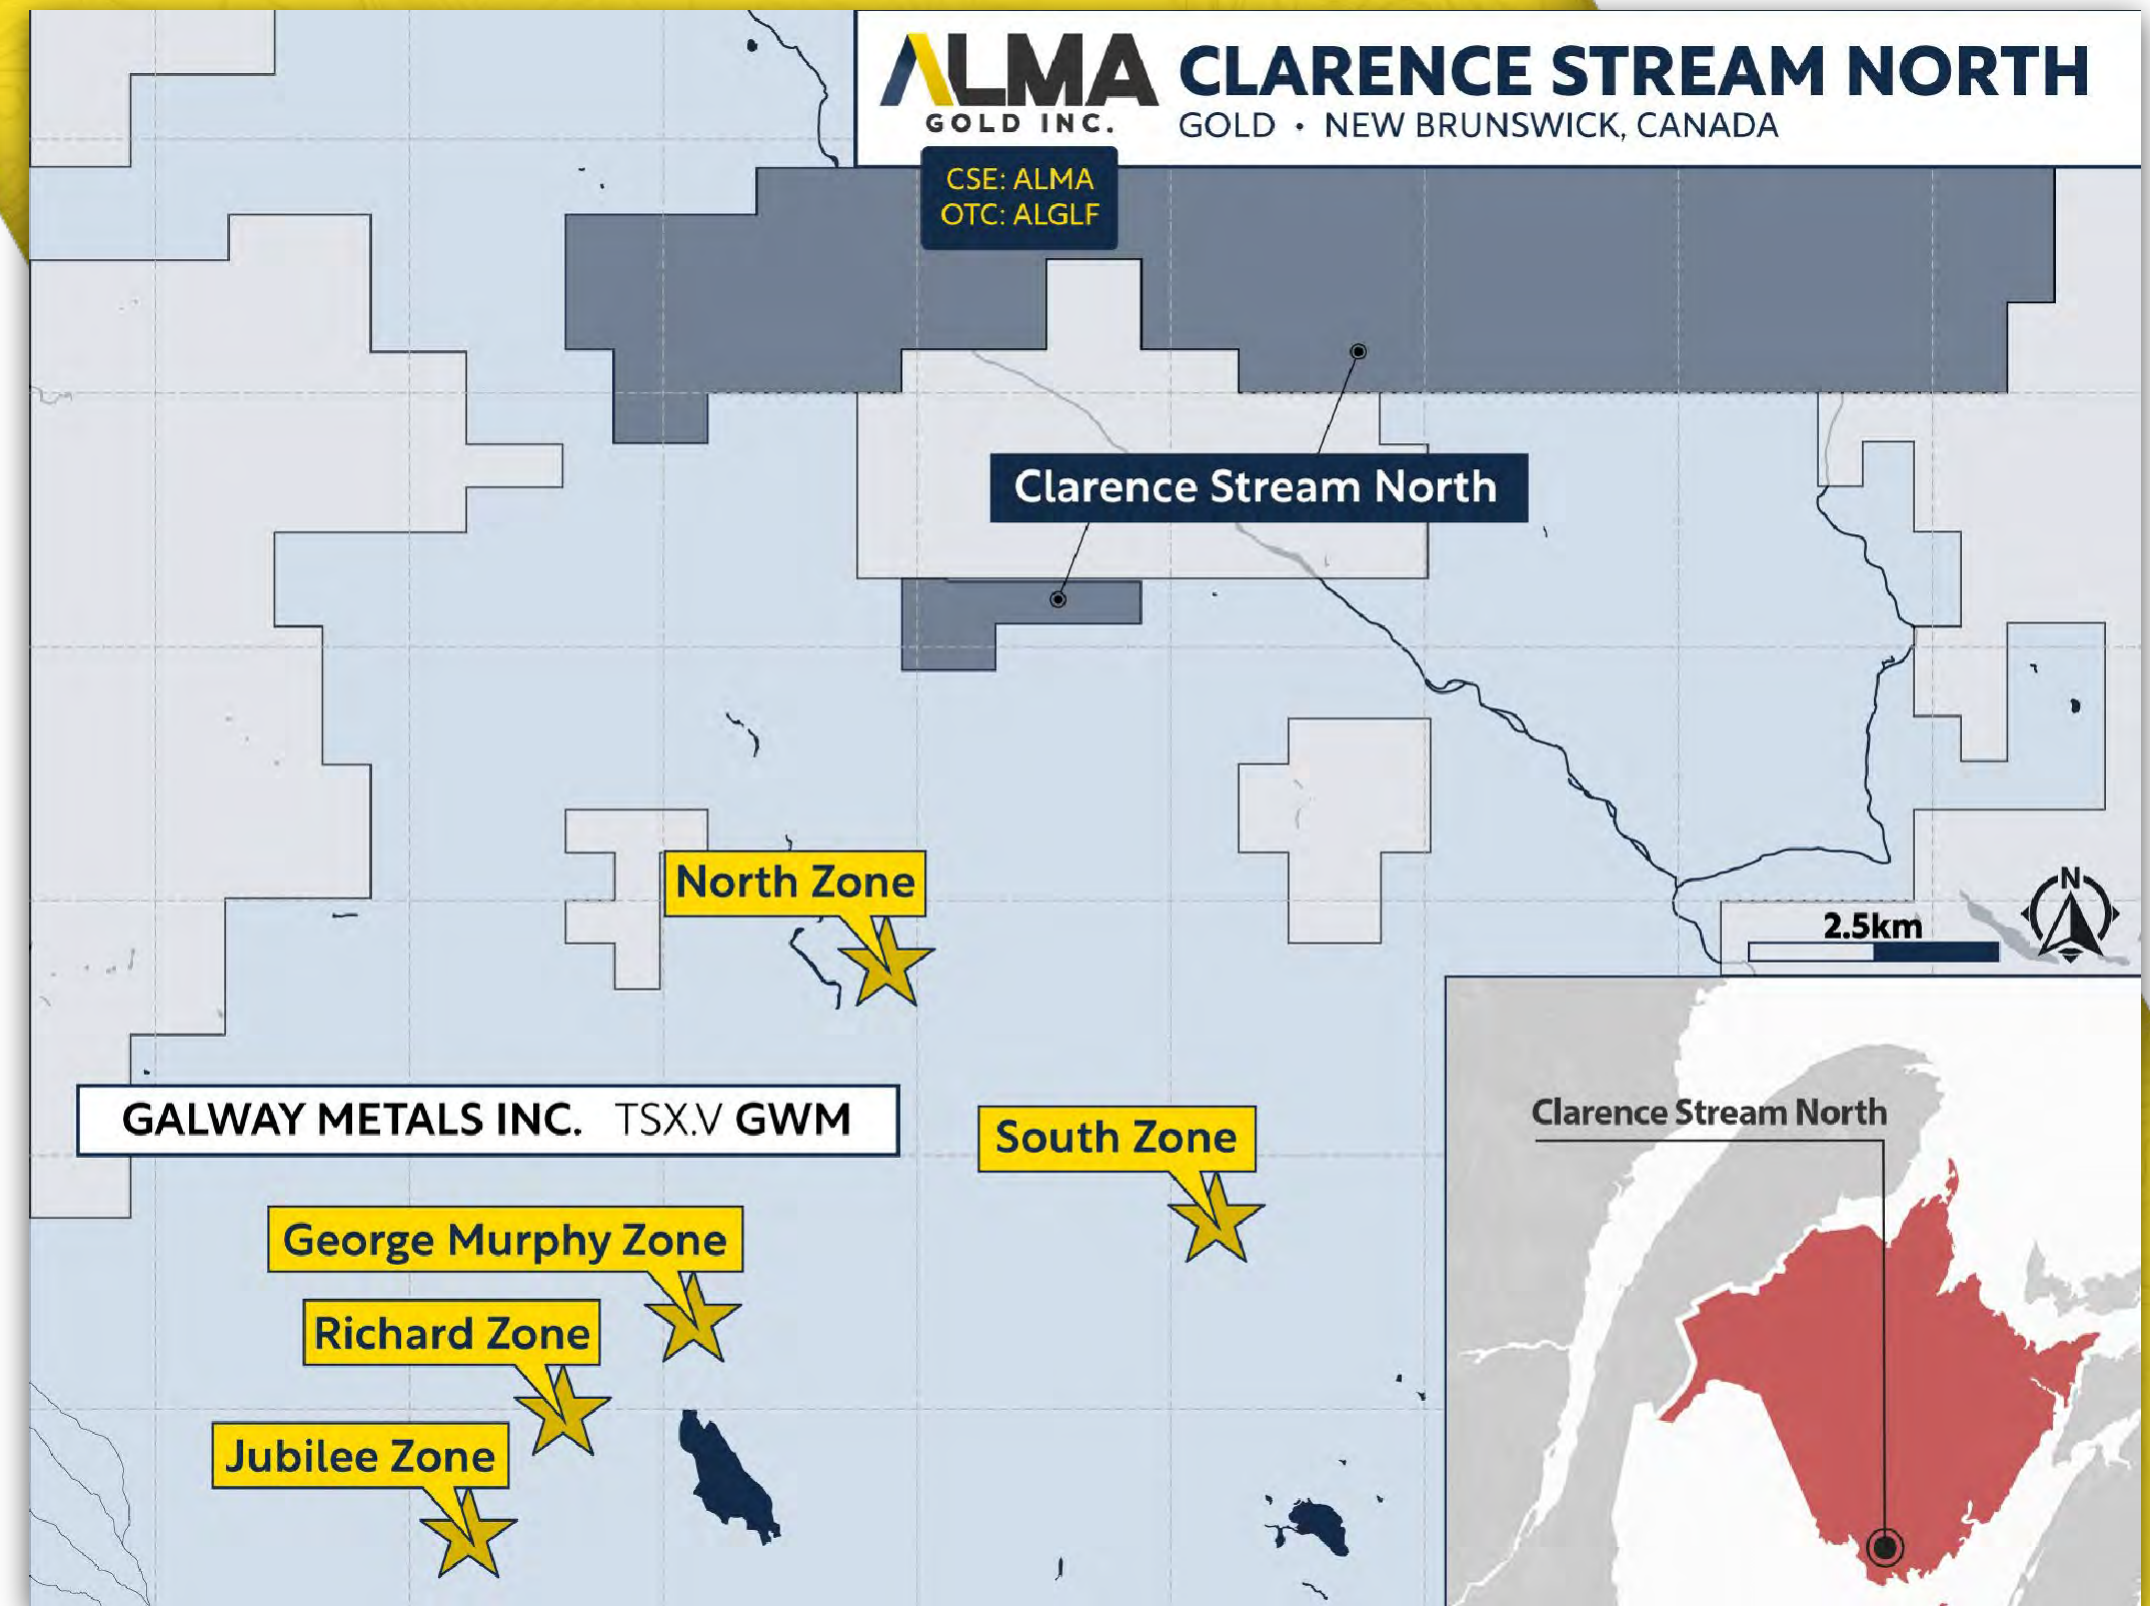 ALMA
GOLD INC.
CLARENCE STREAM NORTH
GOLD • NEW BRUNSWICK, CANADA
CSE: ALMA
OTC: ALGLF
Clarence Stream North
North Zone
2.5km
N
GALWAY METALS INC. TSX.V GWM
South Zone
Clarence Stream North
George Murphy Zone
Richard Zone
Jubilee Zone